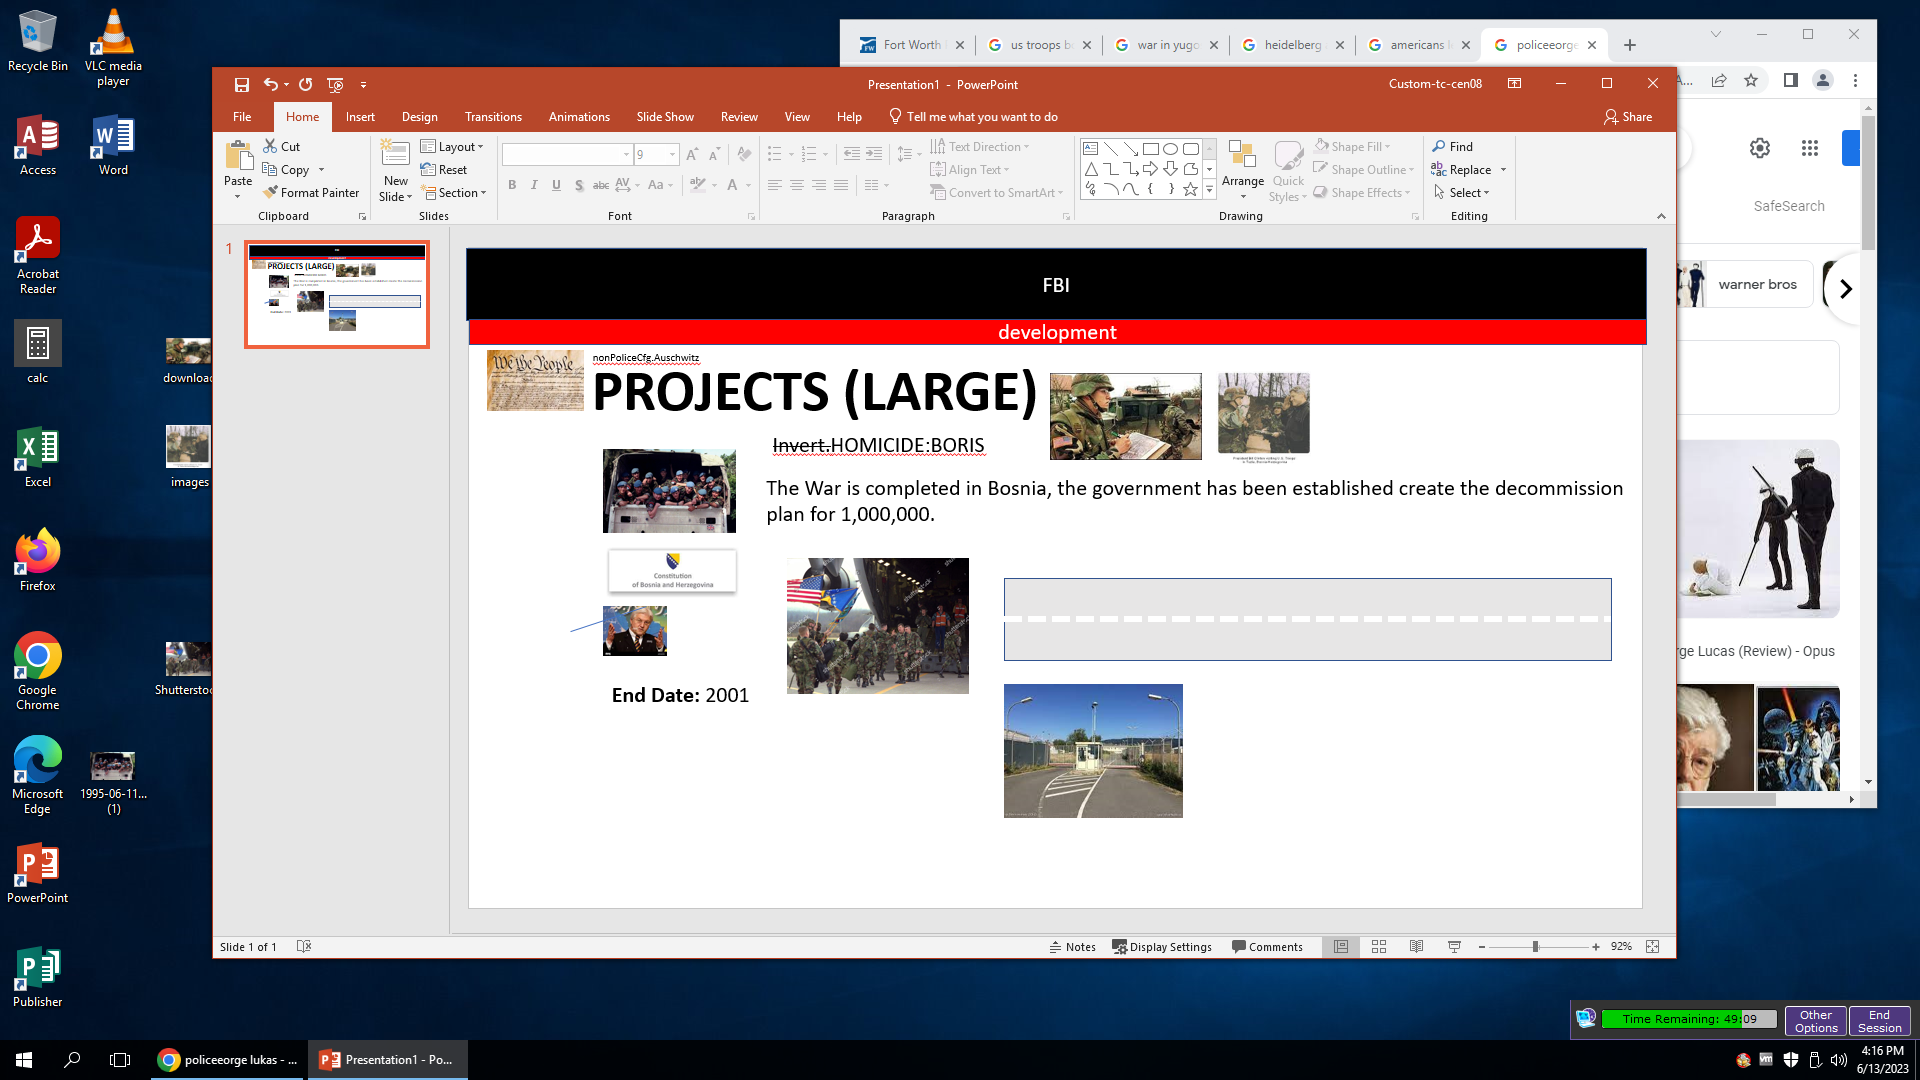 Recycle Bin
VLC media
player
Access
Word
Acrobat
Reader
calc
download
Excel
images
Firefox
Google
Chrome
Shutterstoc
Microsoft
Edge
1995-06-11...
(1)
PowerPoint
Publisher
Fort Worth
us troops b
war in yugo
heidelberg
americans l
policeeorge
Presentation1 - PowerPoint
Custom-tc-cen08
File Home Insert Design Transitions Animations Slide Show Review View Help Tell me what you want to do Share
Paste
Cut
Copy
Format Painter
Clipboard
New
Slide
Layout
Reset
Section
Slides
9
B I U S abc AV Aa A
Font
Text Direction
Align Text
Convert to SmartArt
Paragraph
Arrange
Quick
Styles
Shape Fill
Shape Outline
Shape Effects
Drawing
Find
Replace
Select
Editing
SafeSearch
warner bros
rge Lucas (Review) - Opus
1
FBI
development
We the People
nonPoliceCfg.Auschwitz
PROJECTS (LARGE)
Invert.HOMICIDE:BORIS
The War is completed in Bosnia, the government has been established create the decommission
plan for 1,000,000.
Constitution
of Bosnia and Herzegovina
End Date: 2001
Slide 1 of 1
Notes
Display Settings
Comments
92%
Time Remaining: 49:09
Other
Options
End
Session
policeeorge lukas - ...
Presentation1 - Po...
4:16 PM
6/13/2023